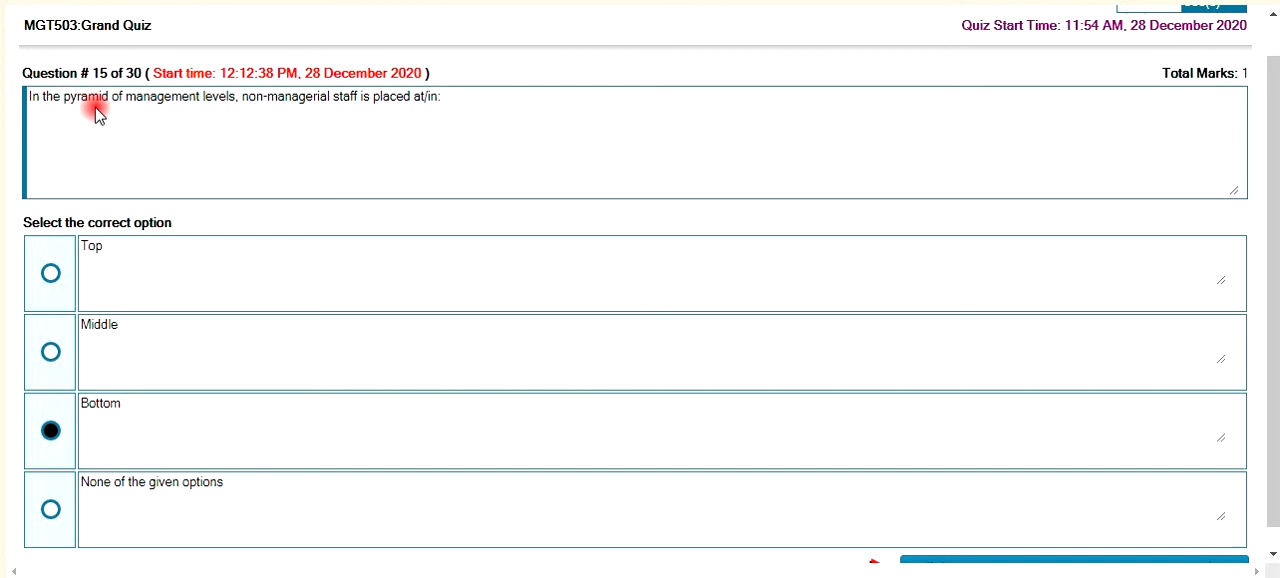 MGT503:Grand Quiz
Quiz Start Time: 11:54 AM, 28 December 2020
Question # 15 of 30 ( Start time: 12:12:38 PM, 28 December 2020 )
Total Marks: 1
In the pyramid of management levels, non-managerial staff is placed at/in:
Select the correct option
Top
Middle
Bottom
None of the given options